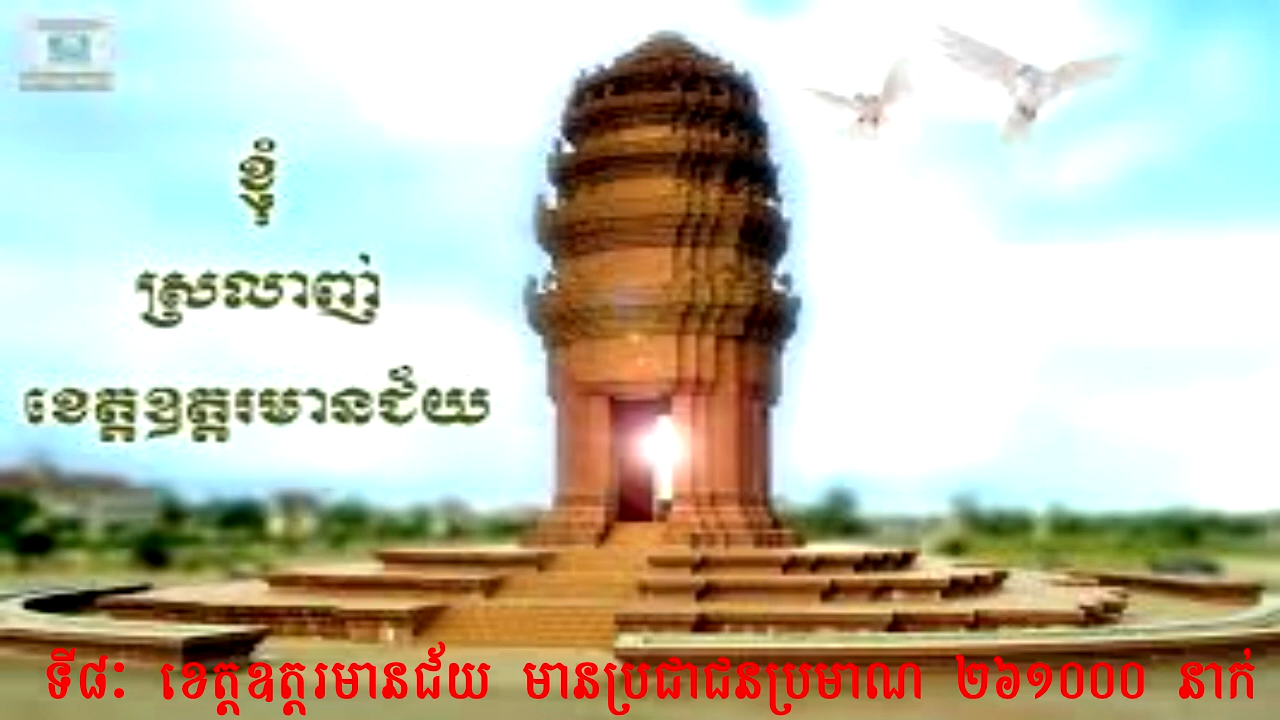 ខ្ញុំ
ស្រលាញ់
ខេត្តឧត្តរមានជ័យ
ទី៨: ខេត្តឧត្តរមានជ័យ មានប្រជាជនប្រមាណ ២៦១០០០ នាក់